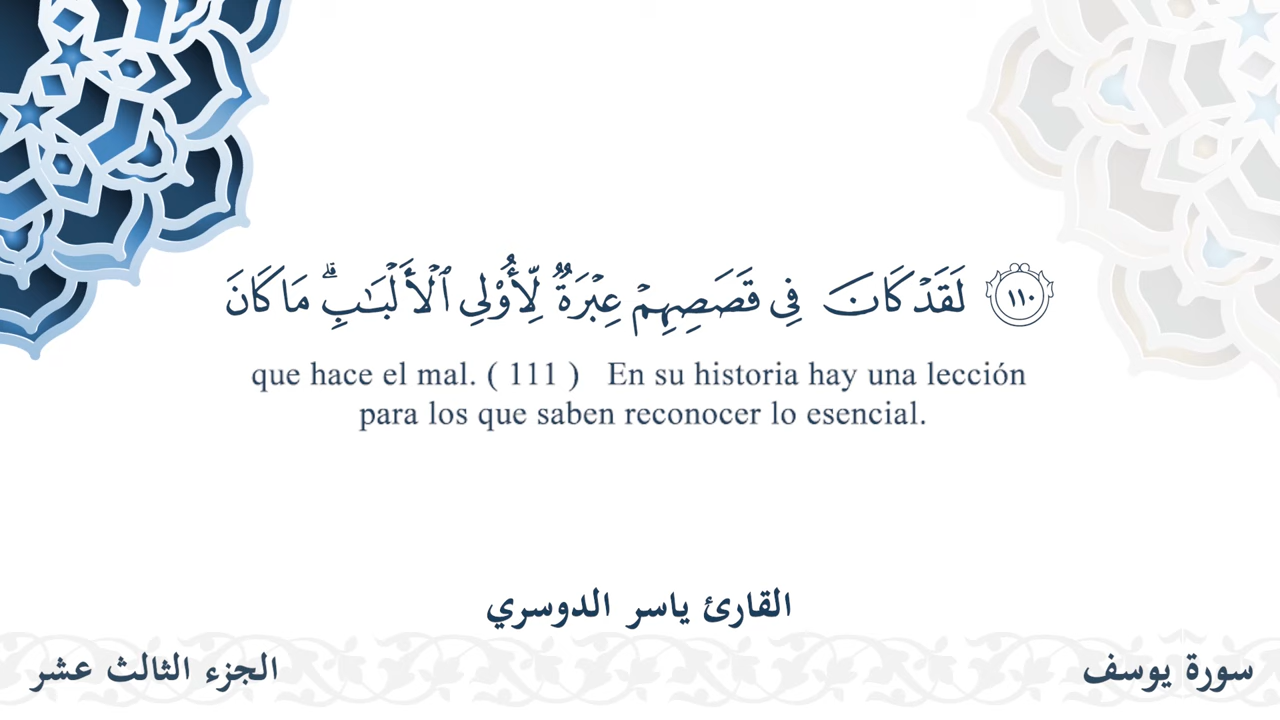 ١١٠ لَقَدْ كَانَ فِي قَصَصِهِمْ عِبْرَةٌ لِّأُوْلِي ٱلْأَلْبَـٰبِ ۗ مَا كَانَ
que hace el mal. ( 111 ) En su historia hay una lección
para los que saben reconocer lo esencial.
القارئ ياسر الدوسري
سورة يوسف
الجزء الثالث عشر